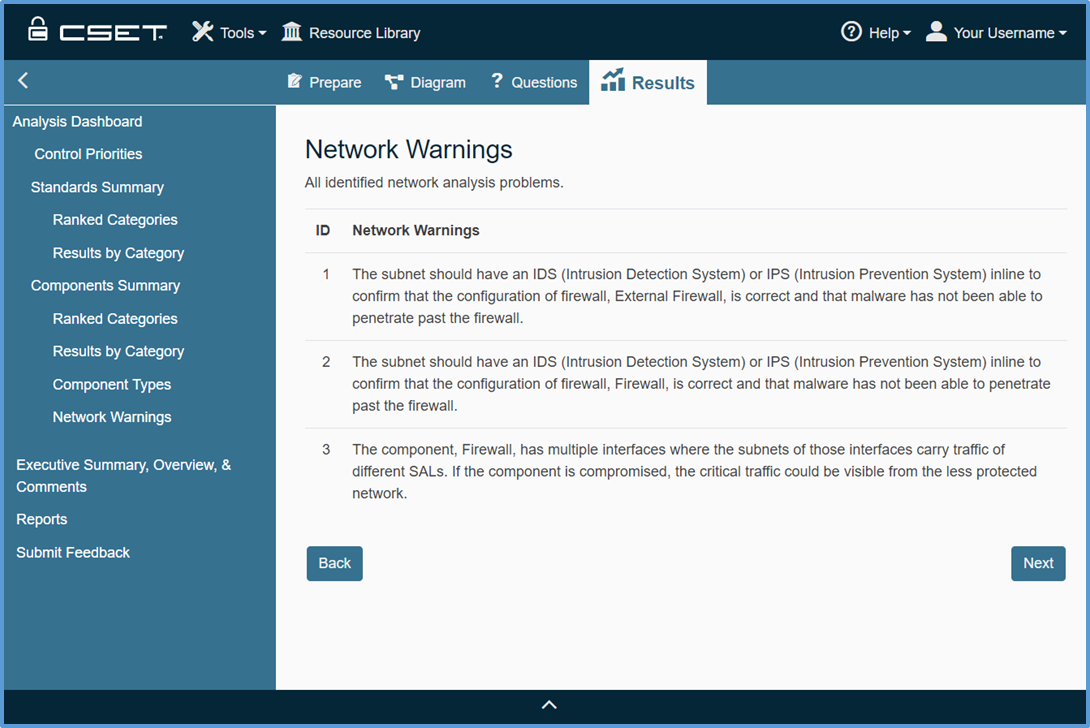 CSET
Tools
Resource Library
? Help
Your Username
Prepare
Diagram
? Questions
Results
Analysis Dashboard
Control Priorities
Standards Summary
Ranked Categories
Results by Category
Components Summary
Ranked Categories
Results by Category
Component Types
Network Warnings
Executive Summary, Overview, &
Comments
Reports
Submit Feedback
Network Warnings
All identified network analysis problems.
ID Network Warnings
1 The subnet should have an IDS (Intrusion Detection System) or IPS (Intrusion Prevention System) inline to
confirm that the configuration of firewall, External Firewall, is correct and that malware has not been able to
penetrate past the firewall.
2 The subnet should have an IDS (Intrusion Detection System) or IPS (Intrusion Prevention System) inline to
confirm that the configuration of firewall, Firewall, is correct and that malware has not been able to penetrate
past the firewall.
3 The component, Firewall, has multiple interfaces where the subnets of those interfaces carry traffic of
different SALs. If the component is compromised, the critical traffic could be visible from the less protected
network.
Back
Next